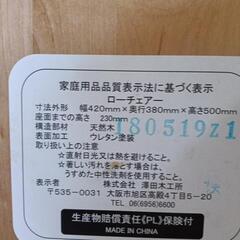 家庭用品品質表示法に基づく表示
ローチェアー
寸法外形 幅420mm×奥行380mm×高さ500mm
座面までの高さ 230mm
構造部材 天然木
180519z1
表面加工 ウレタン塗装
取り扱い上の注意
☆直射日光又は熱を避けること。
★著しい汚れをおとす場合は、
うすめた中性洗剤を使用すること。
表示者 株式会社 澤田木工所
〒535-0031 大阪市旭区高殿4丁目5-20
TEL 06(6956)6600
生産物賠償責任《PL》保険付